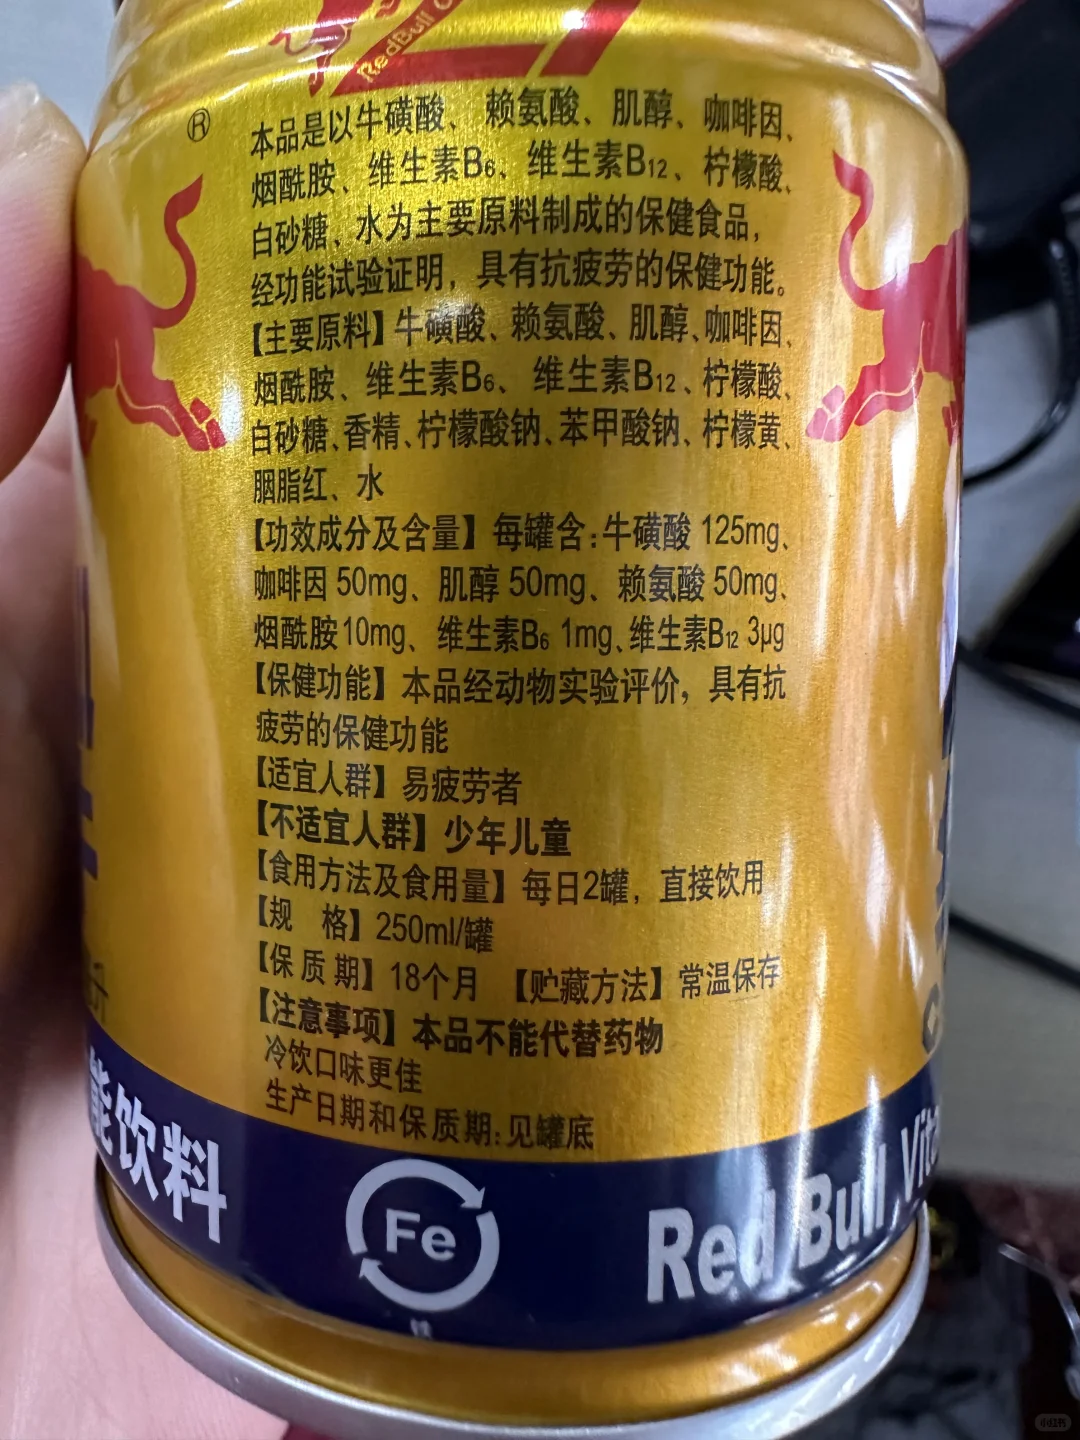 RedBull
®
本品是以牛磺酸、赖氨酸、肌醇、咖啡因、
烟酰胺、维生素B₆、维生素B₁₂、柠檬酸、
白砂糖、水为主要原料制成的保健食品，
经功能试验证明，具有抗疲劳的保健功能。
【主要原料】牛磺酸、赖氨酸、肌醇、咖啡因、
烟酰胺、维生素B₆、维生素B₁₂、柠檬酸、
白砂糖、香精、柠檬酸钠、苯甲酸钠、柠檬黄、
胭脂红、水
【功效成分及含量】每罐含：牛磺酸 125mg、
咖啡因 50mg、肌醇 50mg、赖氨酸 50mg、
烟酰胺10mg、维生素B₆ 1mg、维生素B₁₂ 3μg
【保健功能】本品经动物实验评价，具有抗
疲劳的保健功能
【适宜人群】易疲劳者
【不适宜人群】少年儿童
【食用方法及食用量】每日2罐，直接饮用
【规 格】250ml/罐
【保质期】18个月 【贮藏方法】常温保存
【注意事项】本品不能代替药物
冷饮口味更佳
生产日期和保质期：见罐底
能饮料
Fe
Red Bull Vit